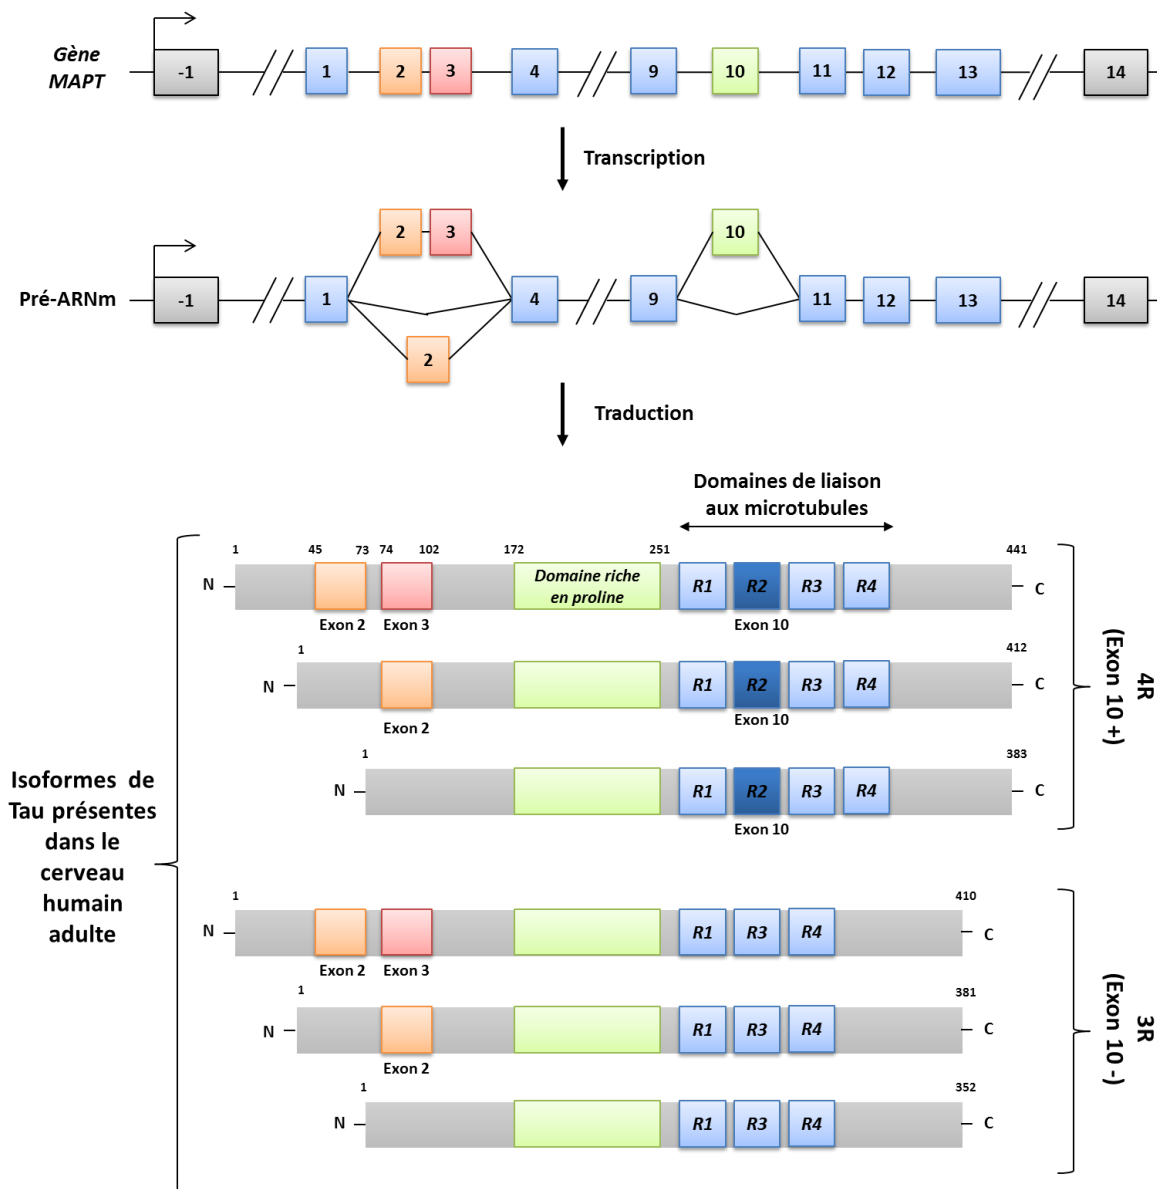 Gène
MAPT
-1 1 2 3 4 9 10 11 12 13 14
Transcription
2 3 10
Pré-ARNm
-1 1 4 9 11 12 13 14
2
Traduction
Domaines de liaison
aux microtubules
1 45 73 74 102 172 251 441
N Domaine riche
en proline R1 R2 R3 R4 C
Exon 2 Exon 3 Exon 10
1 412
N R1 R2 R3 R4 C
Exon 2 Exon 10
1 383
N R1 R2 R3 R4 C
Exon 10
4R
(Exon 10 +)
Isoformes de
Tau présentes
dans le
cerveau
humain
adulte
1 410
N R1 R3 R4 C
Exon 2 Exon 3
1 381
N R1 R3 R4 C
Exon 2
1 352
N R1 R3 R4 C
3R
(Exon 10 -)